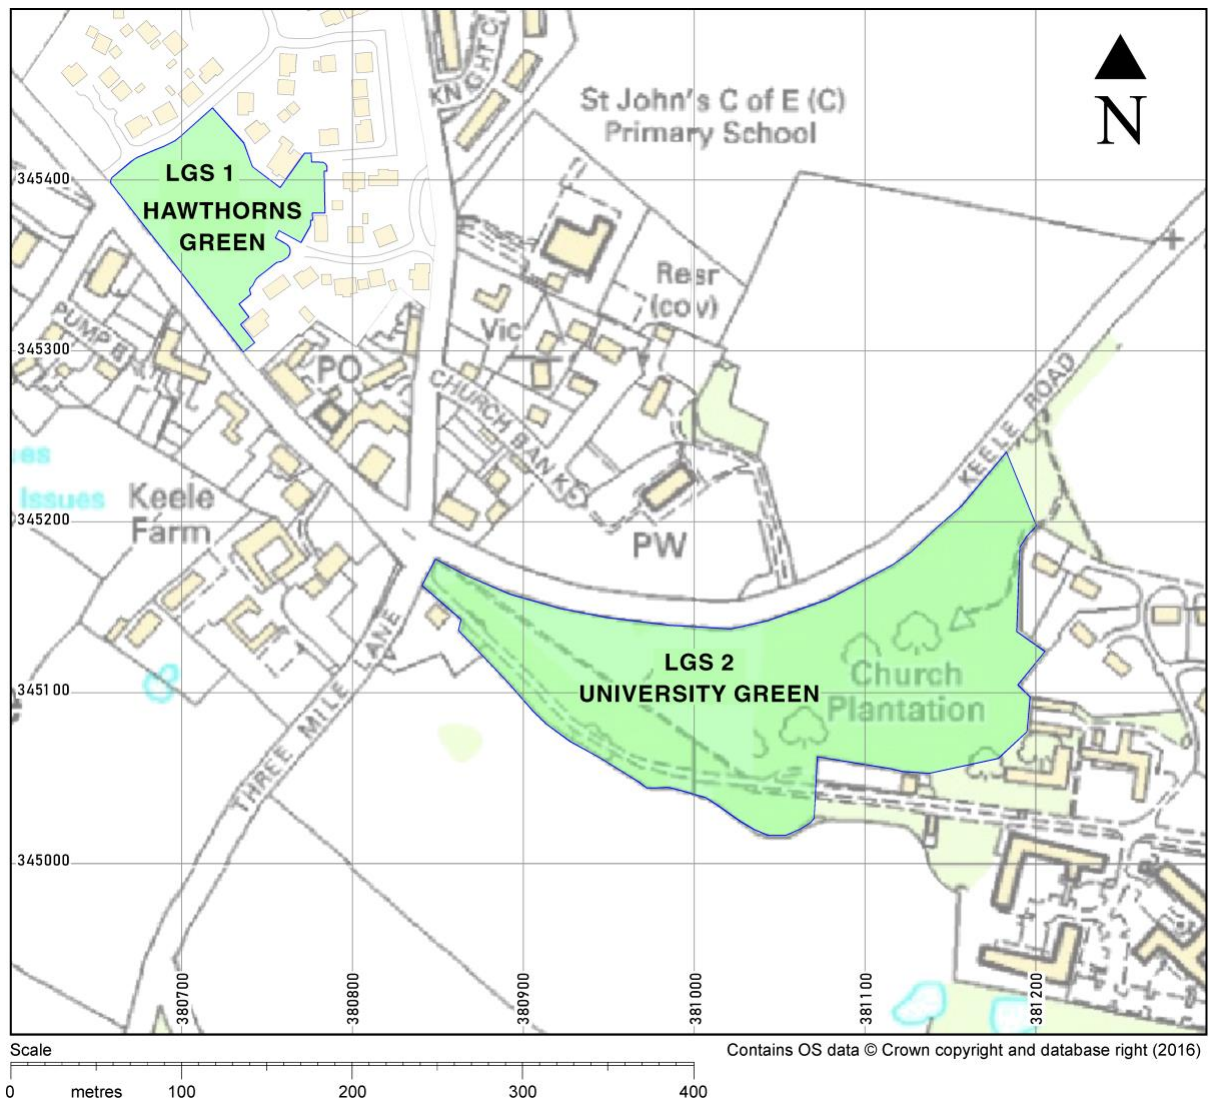 KNIGHT C
St John's C of E (C)
Primary School
N
LGS 1
HAWTHORNS
GREEN
345400
Resr
(cov)
Vic
PUMP B
345300
PO
CHURCH BANK
KEELE ROAD
es
Issues
Keele
Farm
345200
PW
THREE MILE LANE
LGS 2
UNIVERSITY GREEN
Church
Plantation
345100
345000
380700
380800
380900
381000
381100
381200
Scale
Contains OS data © Crown copyright and database right (2016)
0 metres 100 200 300 400